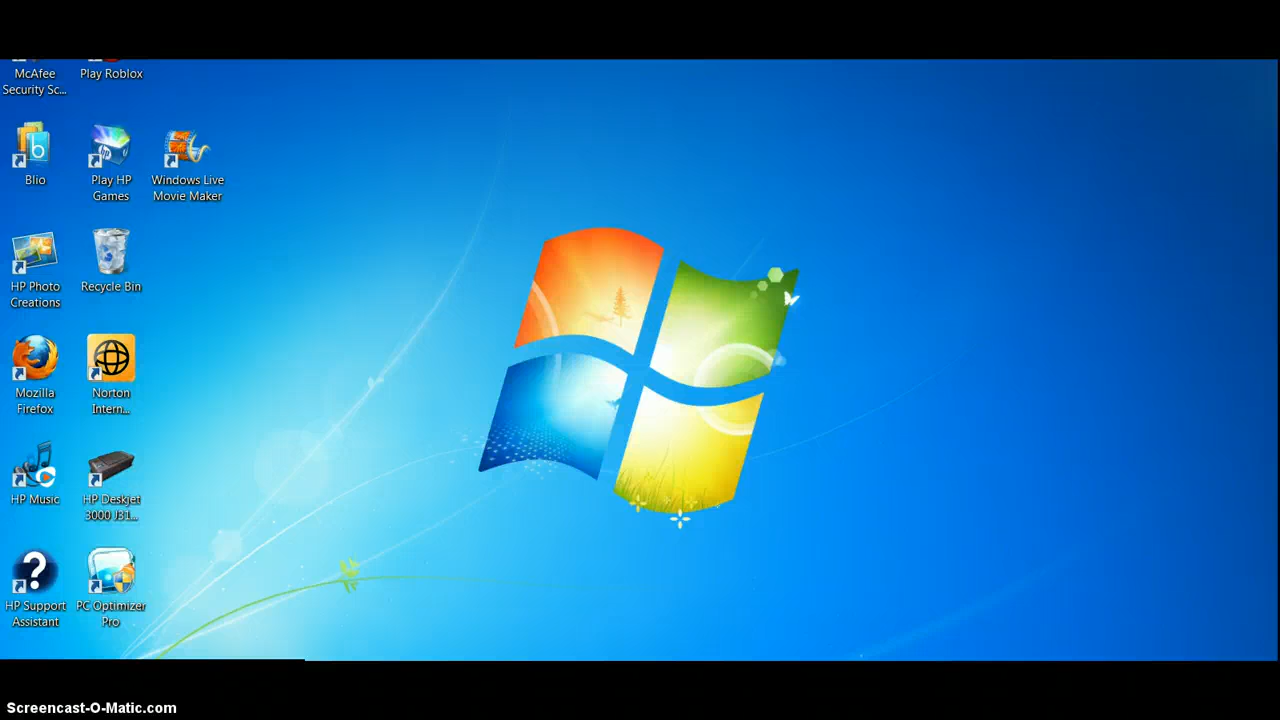 McAfee
Security Sc...
Play Roblox
Blio
Play HP
Games
Windows Live
Movie Maker
HP Photo
Creations
Recycle Bin
Mozilla
Firefox
Norton
Intern...
HP Music
HP Deskjet
3000 J31...
HP Support
Assistant
PC Optimizer
Pro
Screencast-O-Matic.com